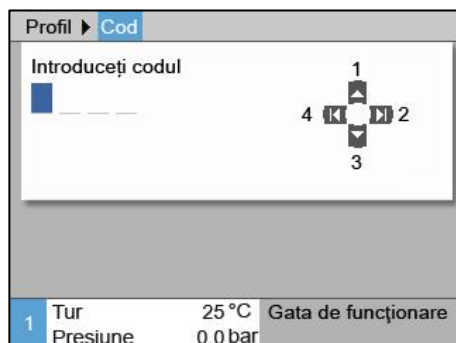 Profil ▶ Cod
Introduceți codul
1
4 2
3
1 Tur 25 °C Gata de funcționare
Presiune 0.0 bar